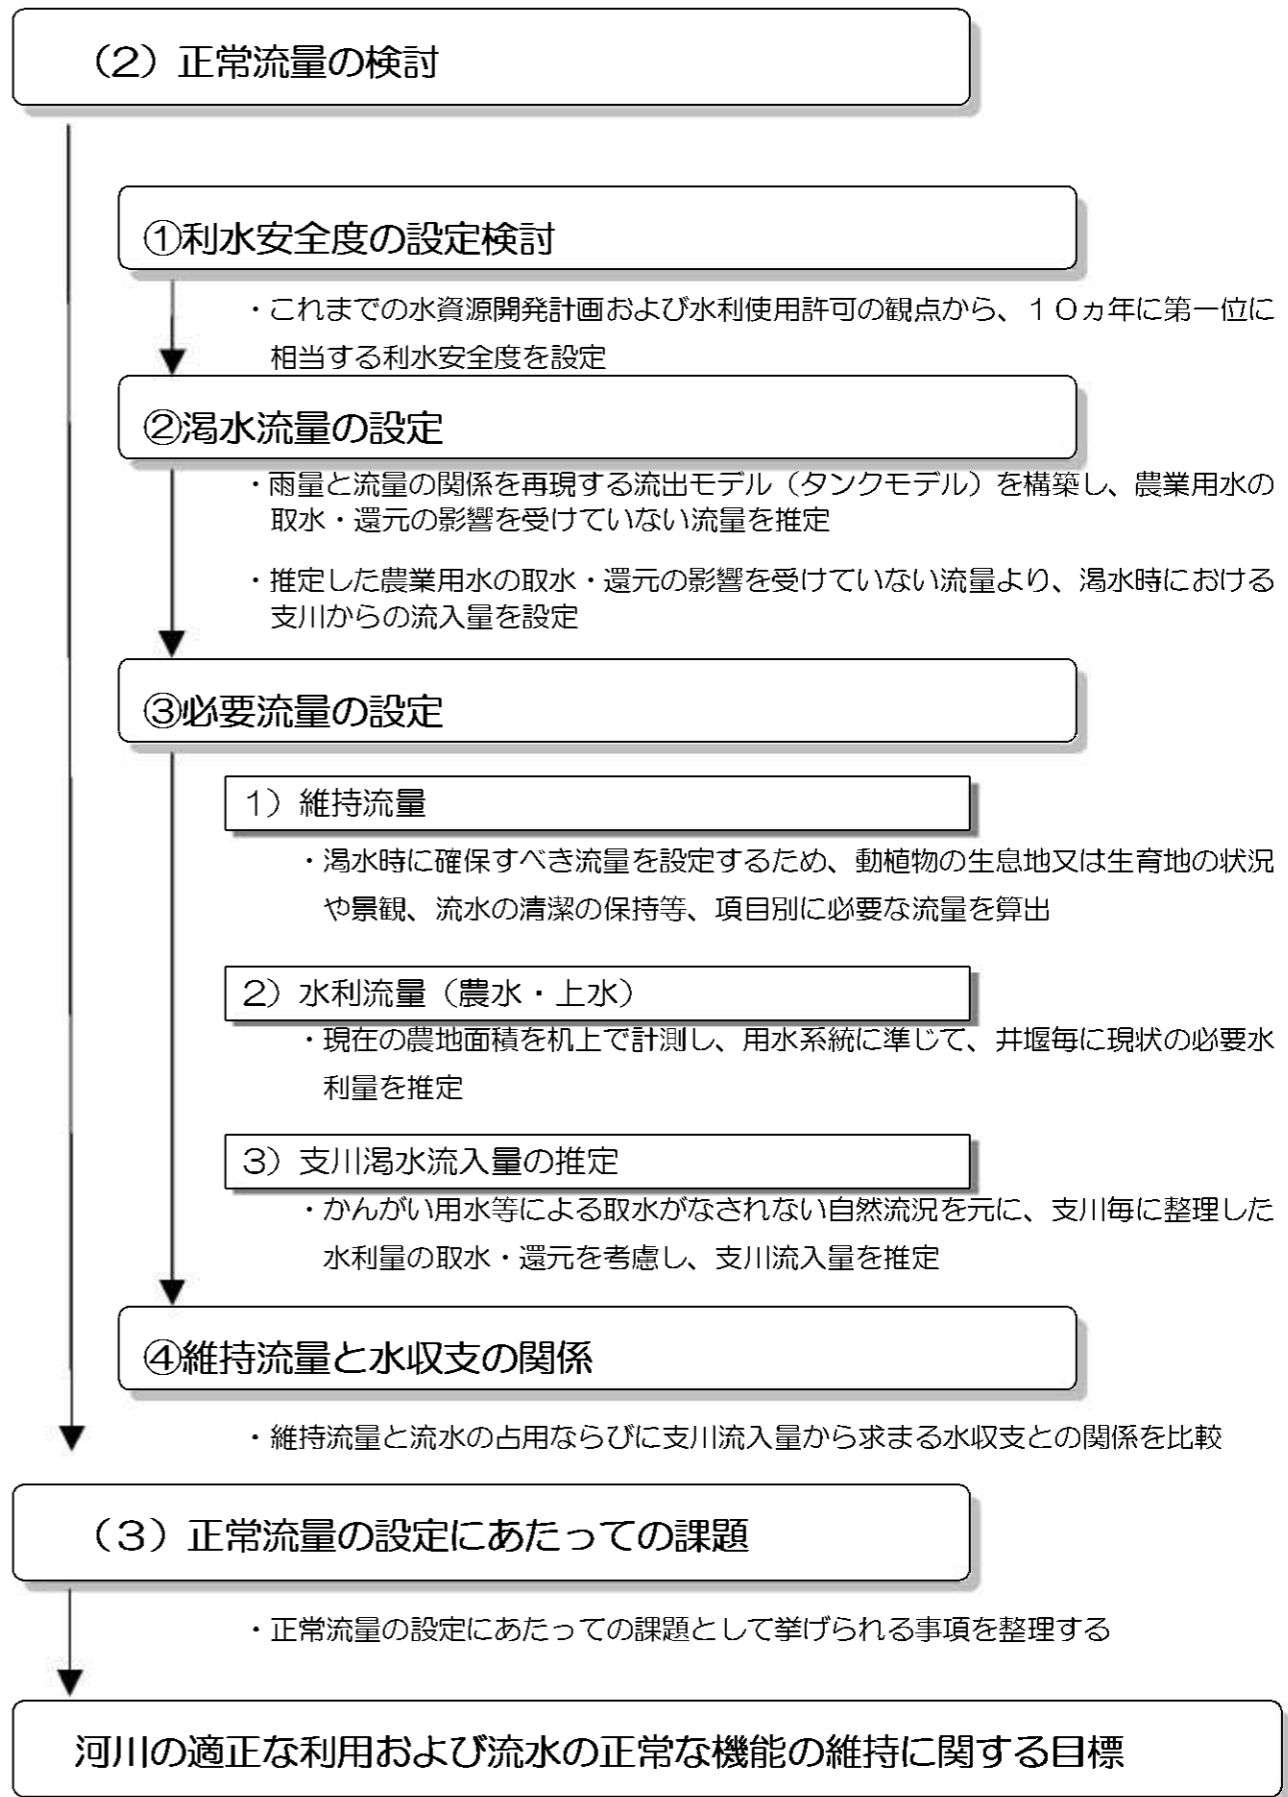 （2）正常流量の検討
①利水安全度の設定検討
・これまでの水資源開発計画および水利使用許可の観点から、１０ヵ年に第一位に
相当する利水安全度を設定
②渇水流量の設定
・雨量と流量の関係を再現する流出モデル（タンクモデル）を構築し、農業用水の
取水・還元の影響を受けていない流量を推定
・推定した農業用水の取水・還元の影響を受けていない流量より、渇水時における
支川からの流入量を設定
③必要流量の設定
1）維持流量
・渇水時に確保すべき流量を設定するため、動植物の生息地又は生育地の状況
や景観、流水の清潔の保持等、項目別に必要な流量を算出
2）水利流量（農水・上水）
・現在の農地面積を机上で計測し、用水系統に準じて、井堰毎に現状の必要水
利量を推定
3）支川渇水流入量の推定
・かんがい用水等による取水がなされない自然流況を元に、支川毎に整理した
水利量の取水・還元を考慮し、支川流入量を推定
④維持流量と水収支の関係
・維持流量と流水の占用ならびに支川流入量から求まる水収支との関係を比較
（3）正常流量の設定にあたっての課題
・正常流量の設定にあたっての課題として挙げられる事項を整理する
河川の適正な利用および流水の正常な機能の維持に関する目標